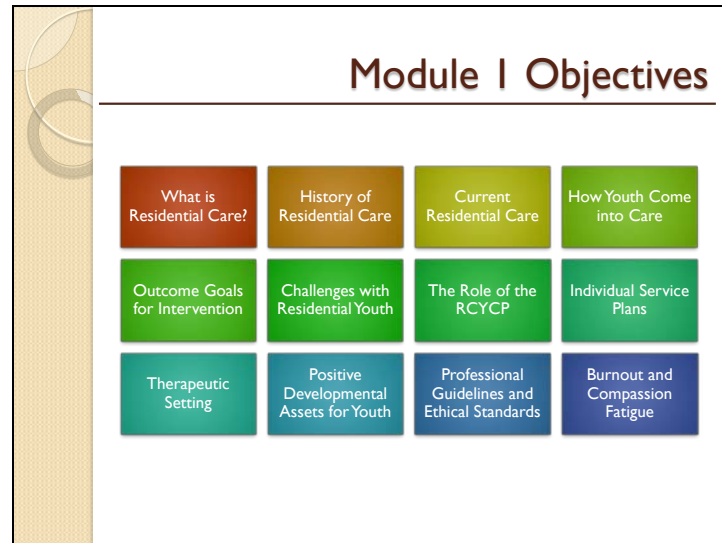 Module 1 Objectives
What is
Residential Care?
History of
Residential Care
Current
Residential Care
How Youth Come
into Care
Outcome Goals
for Intervention
Challenges with
Residential Youth
The Role of the
RCYCP
Individual Service
Plans
Therapeutic
Setting
Positive
Developmental
Assets for Youth
Professional
Guidelines and
Ethical Standards
Burnout and
Compassion
Fatigue